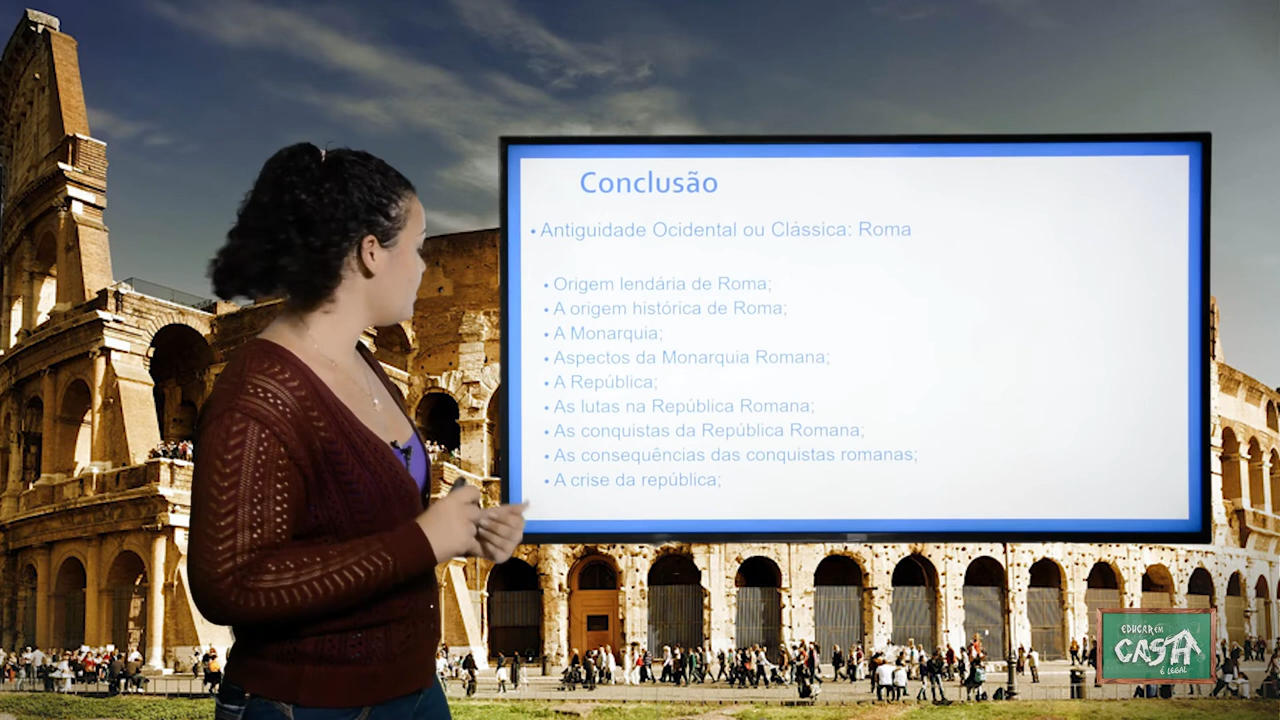 Conclusão
• Antiguidade Ocidental ou Clássica: Roma
• Origem lendária de Roma;
• A origem histórica de Roma;
• A Monarquia;
• Aspectos da Monarquia Romana;
• A República;
• As lutas na República Romana;
• As conquistas da República Romana;
• As consequências das conquistas romanas;
• A crise da república;
EDUCAR EM
CASA
É LEGAL